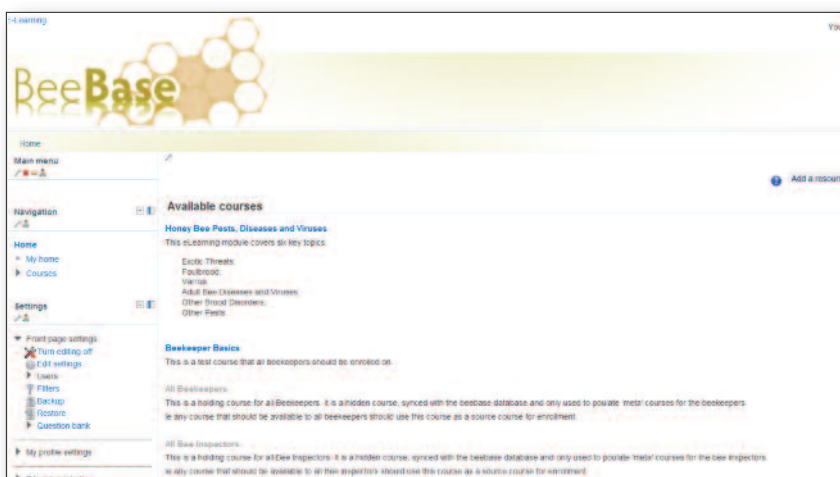 E-Learning
You
BeeBase
Home
Main menu
Add a resour
Navigation
Available courses
Honey Bee Pests, Diseases and Viruses
This eLearning module covers six key topics.
Home
My home
Courses
Exotic Threats;
Foulbrood;
Varroa;
Adult Bee Diseases and Viruses;
Other Brood Disorders;
Other Pests
Settings
Front page settings
Turn editing off
Edit settings
Users
Filters
Backup
Restore
Question bank
My profile settings
Beekeeper Basics
This is a test course that all beekeepers should be enrolled on.
All Beekeepers
This is a holding course for all Beekeepers. It is a hidden course, synced with the beebase database and only used to poulate 'meta' courses for the beekeepers.
Ie any course that should be available to all beekeepers should use this course as a source course for enrollment.
All Bee Inspectors
This is a holding course for all Bee Inspectors. It is a hidden course, synced with the beebase database and only used to poulate 'meta' courses for the bee inspectors.
Ie any course that should be available to all bee inspectors should use this course as a source course for enrollment.